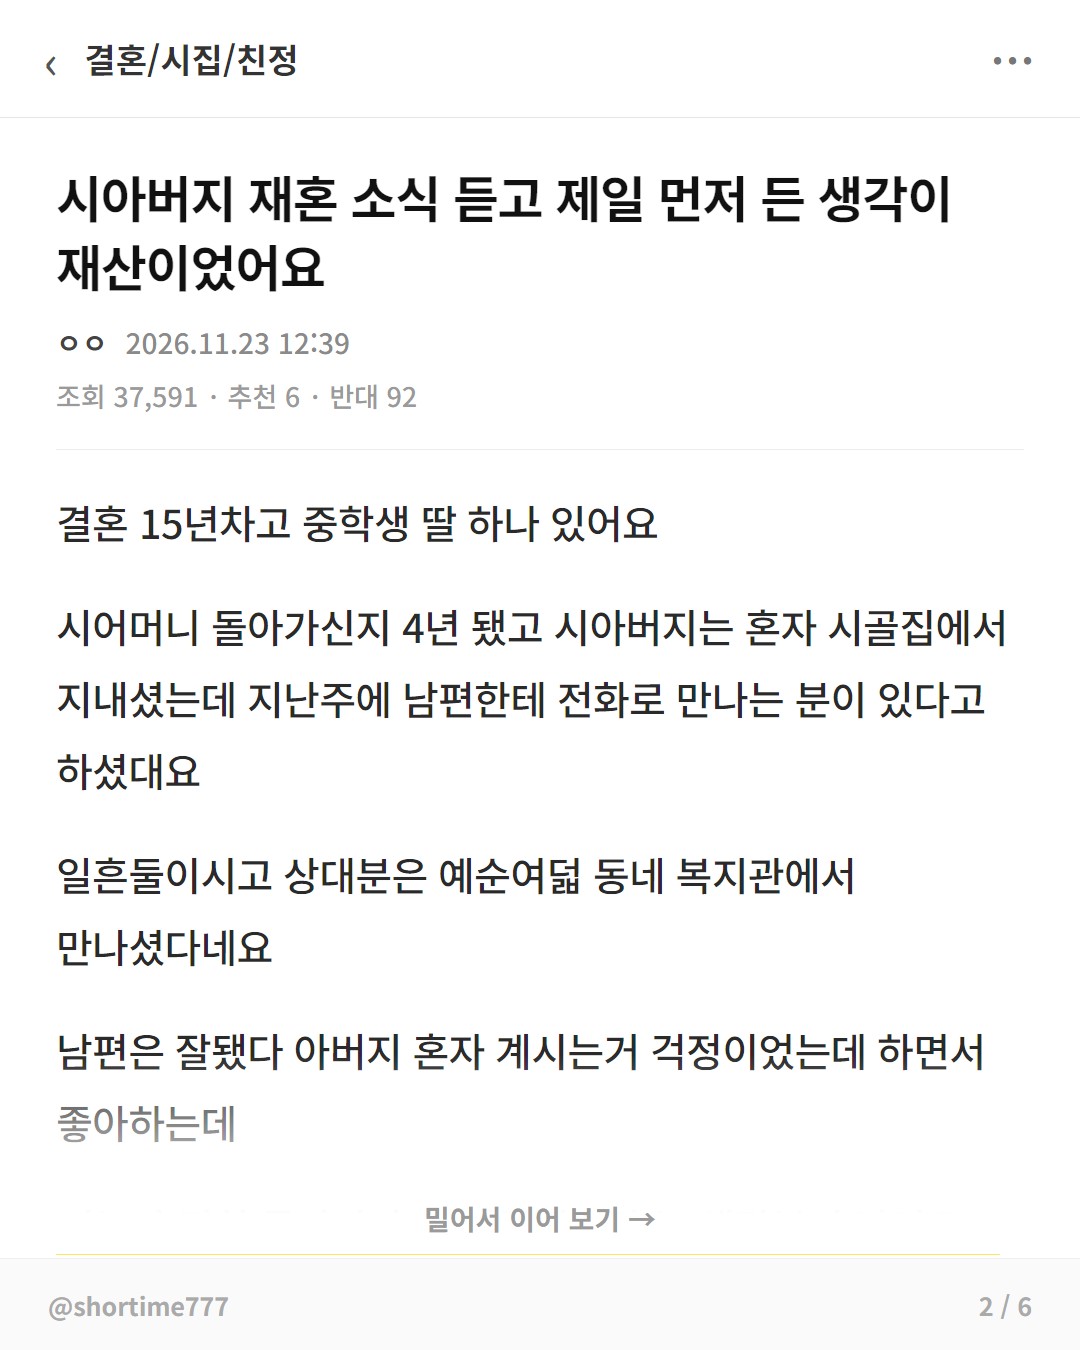 ‹ 결혼/시집/친정 •••
시아버지 재혼 소식 듣고 제일 먼저 든 생각이
재산이었어요
ㅇㅇ 2026.11.23 12:39
조회 37,591 · 추천 6 · 반대 92
결혼 15년차고 중학생 딸 하나 있어요
시어머니 돌아가신지 4년 됐고 시아버지는 혼자 시골집에서
지내셨는데 지난주에 남편한테 전화로 만나는 분이 있다고
하셨대요
일흔둘이시고 상대분은 예순여덟 동네 복지관에서
만나셨다네요
남편은 잘됐다 아버지 혼자 계시는거 걱정이었는데 하면서
좋아하는데
밀어서 이어 보기 →
@shortime777 2 / 6